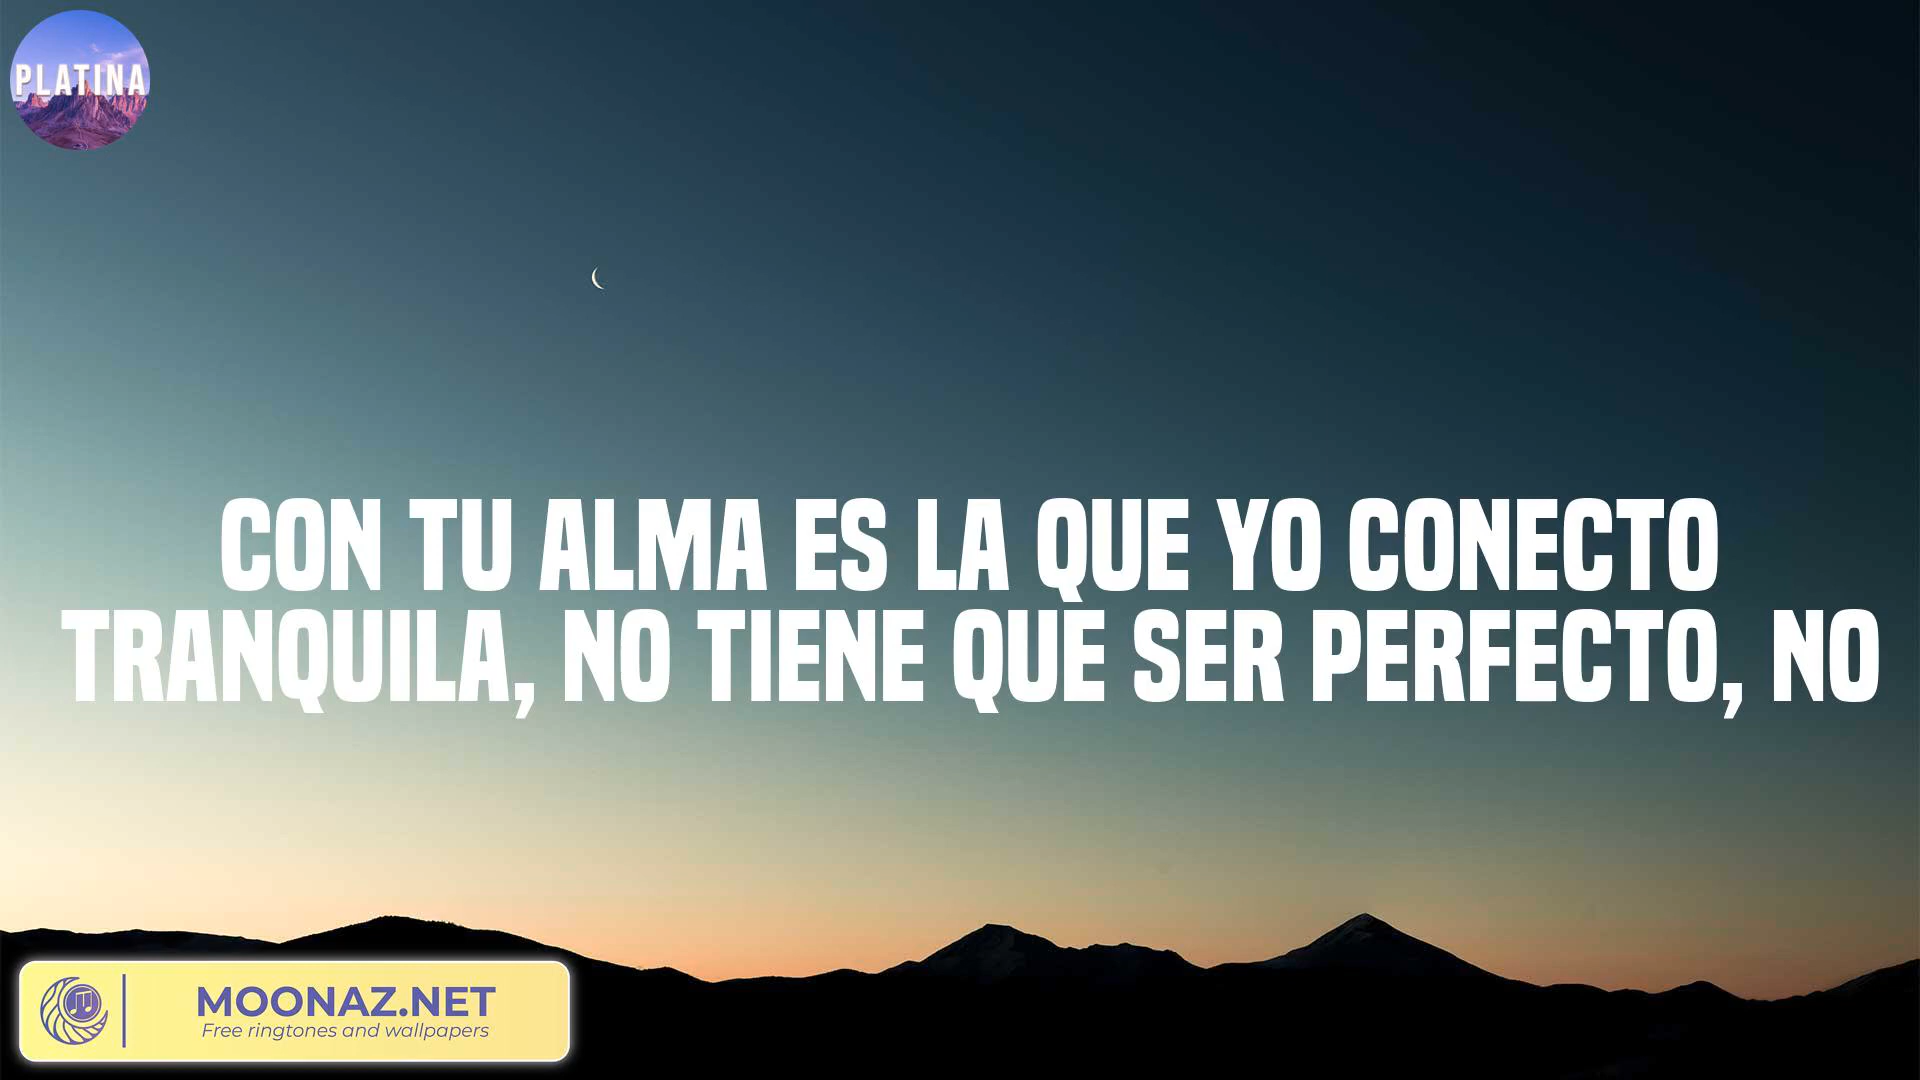 PLATINA
CON TU ALMA ES LA QUE YO CONECTO
TRANQUILA, NO TIENE QUE SER PERFECTO, NO
MOONAZ.NET
Free ringtones and wallpapers